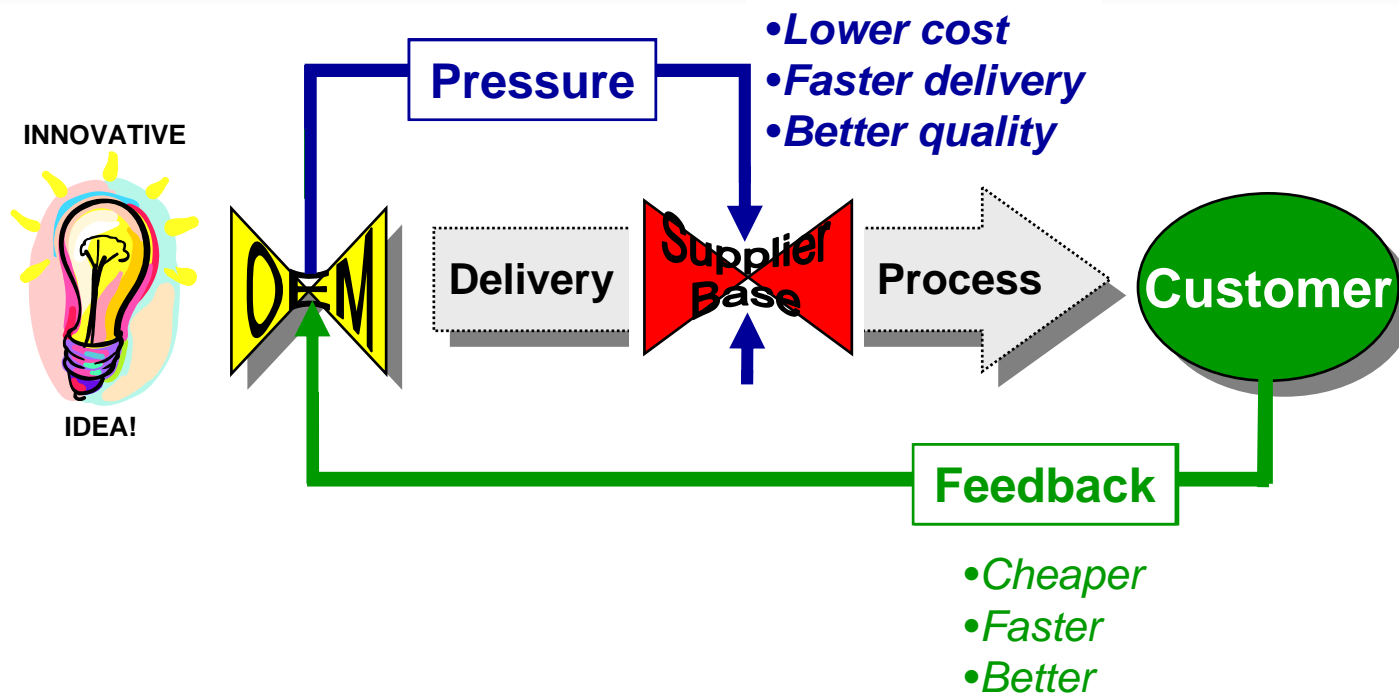 •Lower cost
•Faster delivery
•Better quality
Pressure
INNOVATIVE
IDEA!
OEM
Delivery
Supplier
Base
Process
Customer
Feedback
•Cheaper
•Faster
•Better